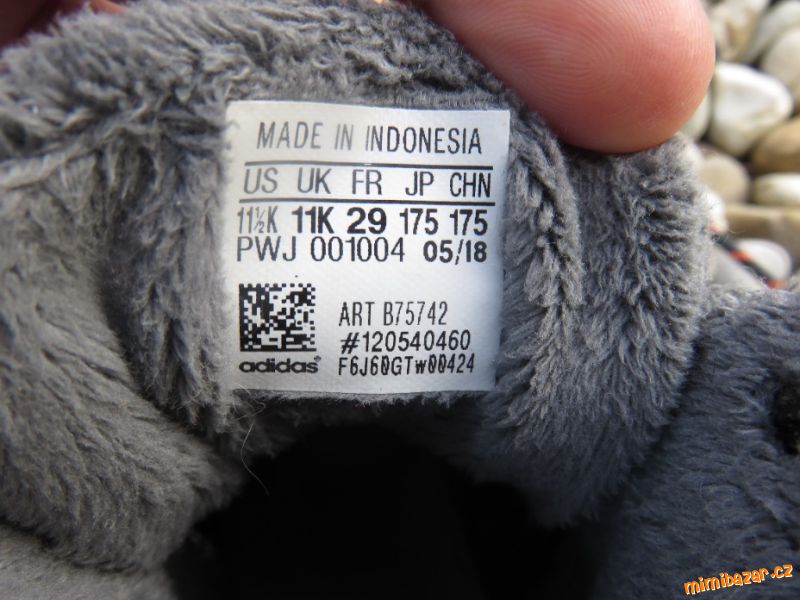 MADE IN INDONESIA
US UK FR JP CHN
11½K 11K 29 175 175
PWJ 001004 05/18
ART B75742
#120540460
adidas F6J60GTw00424
mimibazar.cz